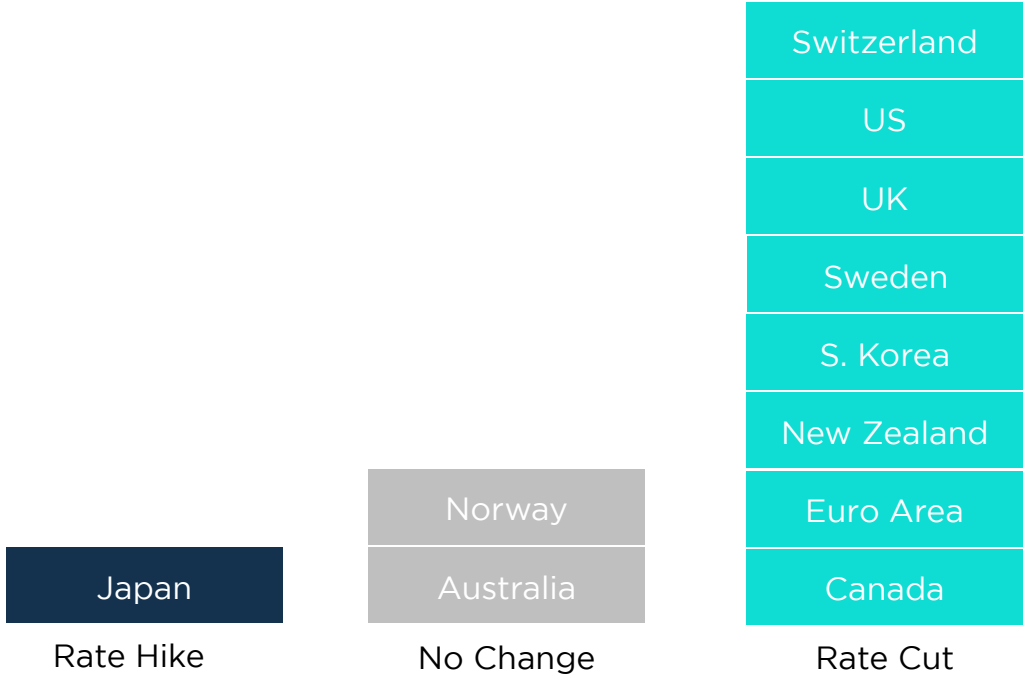 Switzerland
US
UK
Sweden
S. Korea
New Zealand
Norway
Euro Area
Japan
Australia
Canada
Rate Hike
No Change
Rate Cut